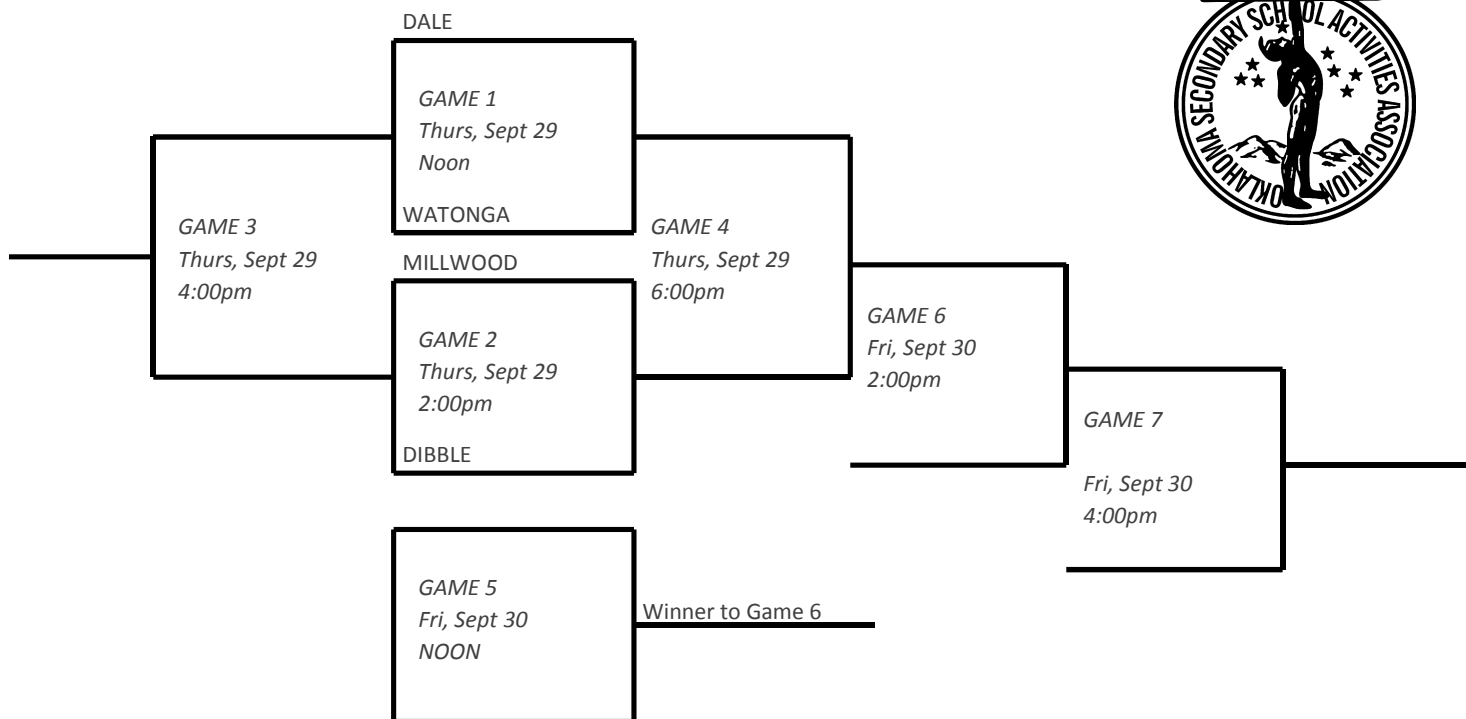 DALE
GAME 1
Thurs, Sept 29
Noon
WATONGA
GAME 3
Thurs, Sept 29
4:00pm
MILLWOOD
GAME 2
Thurs, Sept 29
2:00pm
DIBBLE
GAME 4
Thurs, Sept 29
6:00pm
GAME 6
Fri, Sept 30
2:00pm
GAME 7
Fri, Sept 30
4:00pm
GAME 5
Fri, Sept 30
NOON
Winner to Game 6
OKLAHOMA SECONDARY SCHOOL ACTIVITIES ASSOCIATION